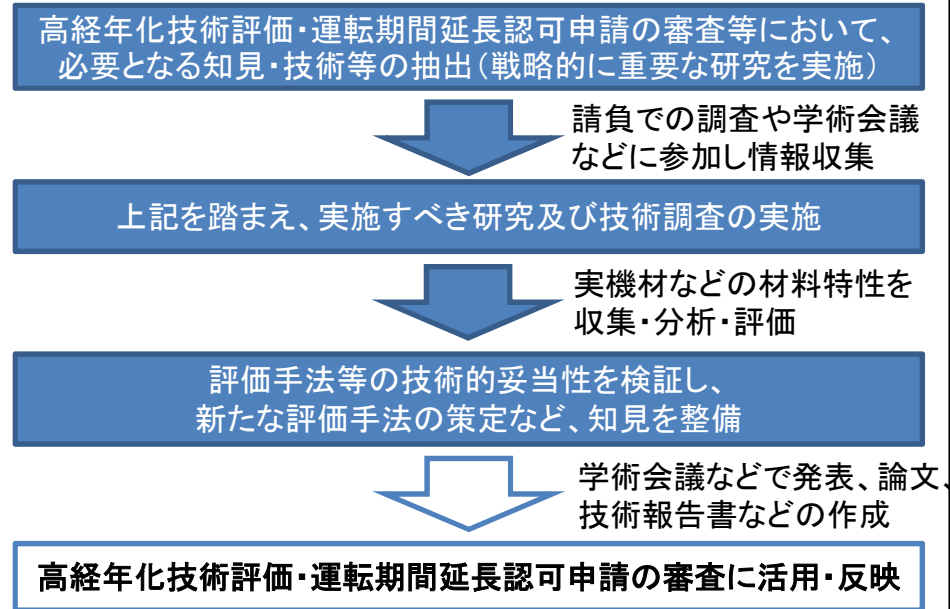 高経年化技術評価・運転期間延長認可申請の審査等において、
必要となる知見・技術等の抽出（戦略的に重要な研究を実施）
請負での調査や学術会議
などに参加し情報収集
上記を踏まえ、実施すべき研究及び技術調査の実施
実機材などの材料特性を
収集・分析・評価
評価手法等の技術的妥当性を検証し、
新たな評価手法の策定など、知見を整備
学術会議などで発表、論文、
技術報告書などの作成
高経年化技術評価・運転期間延長認可申請の審査に活用・反映